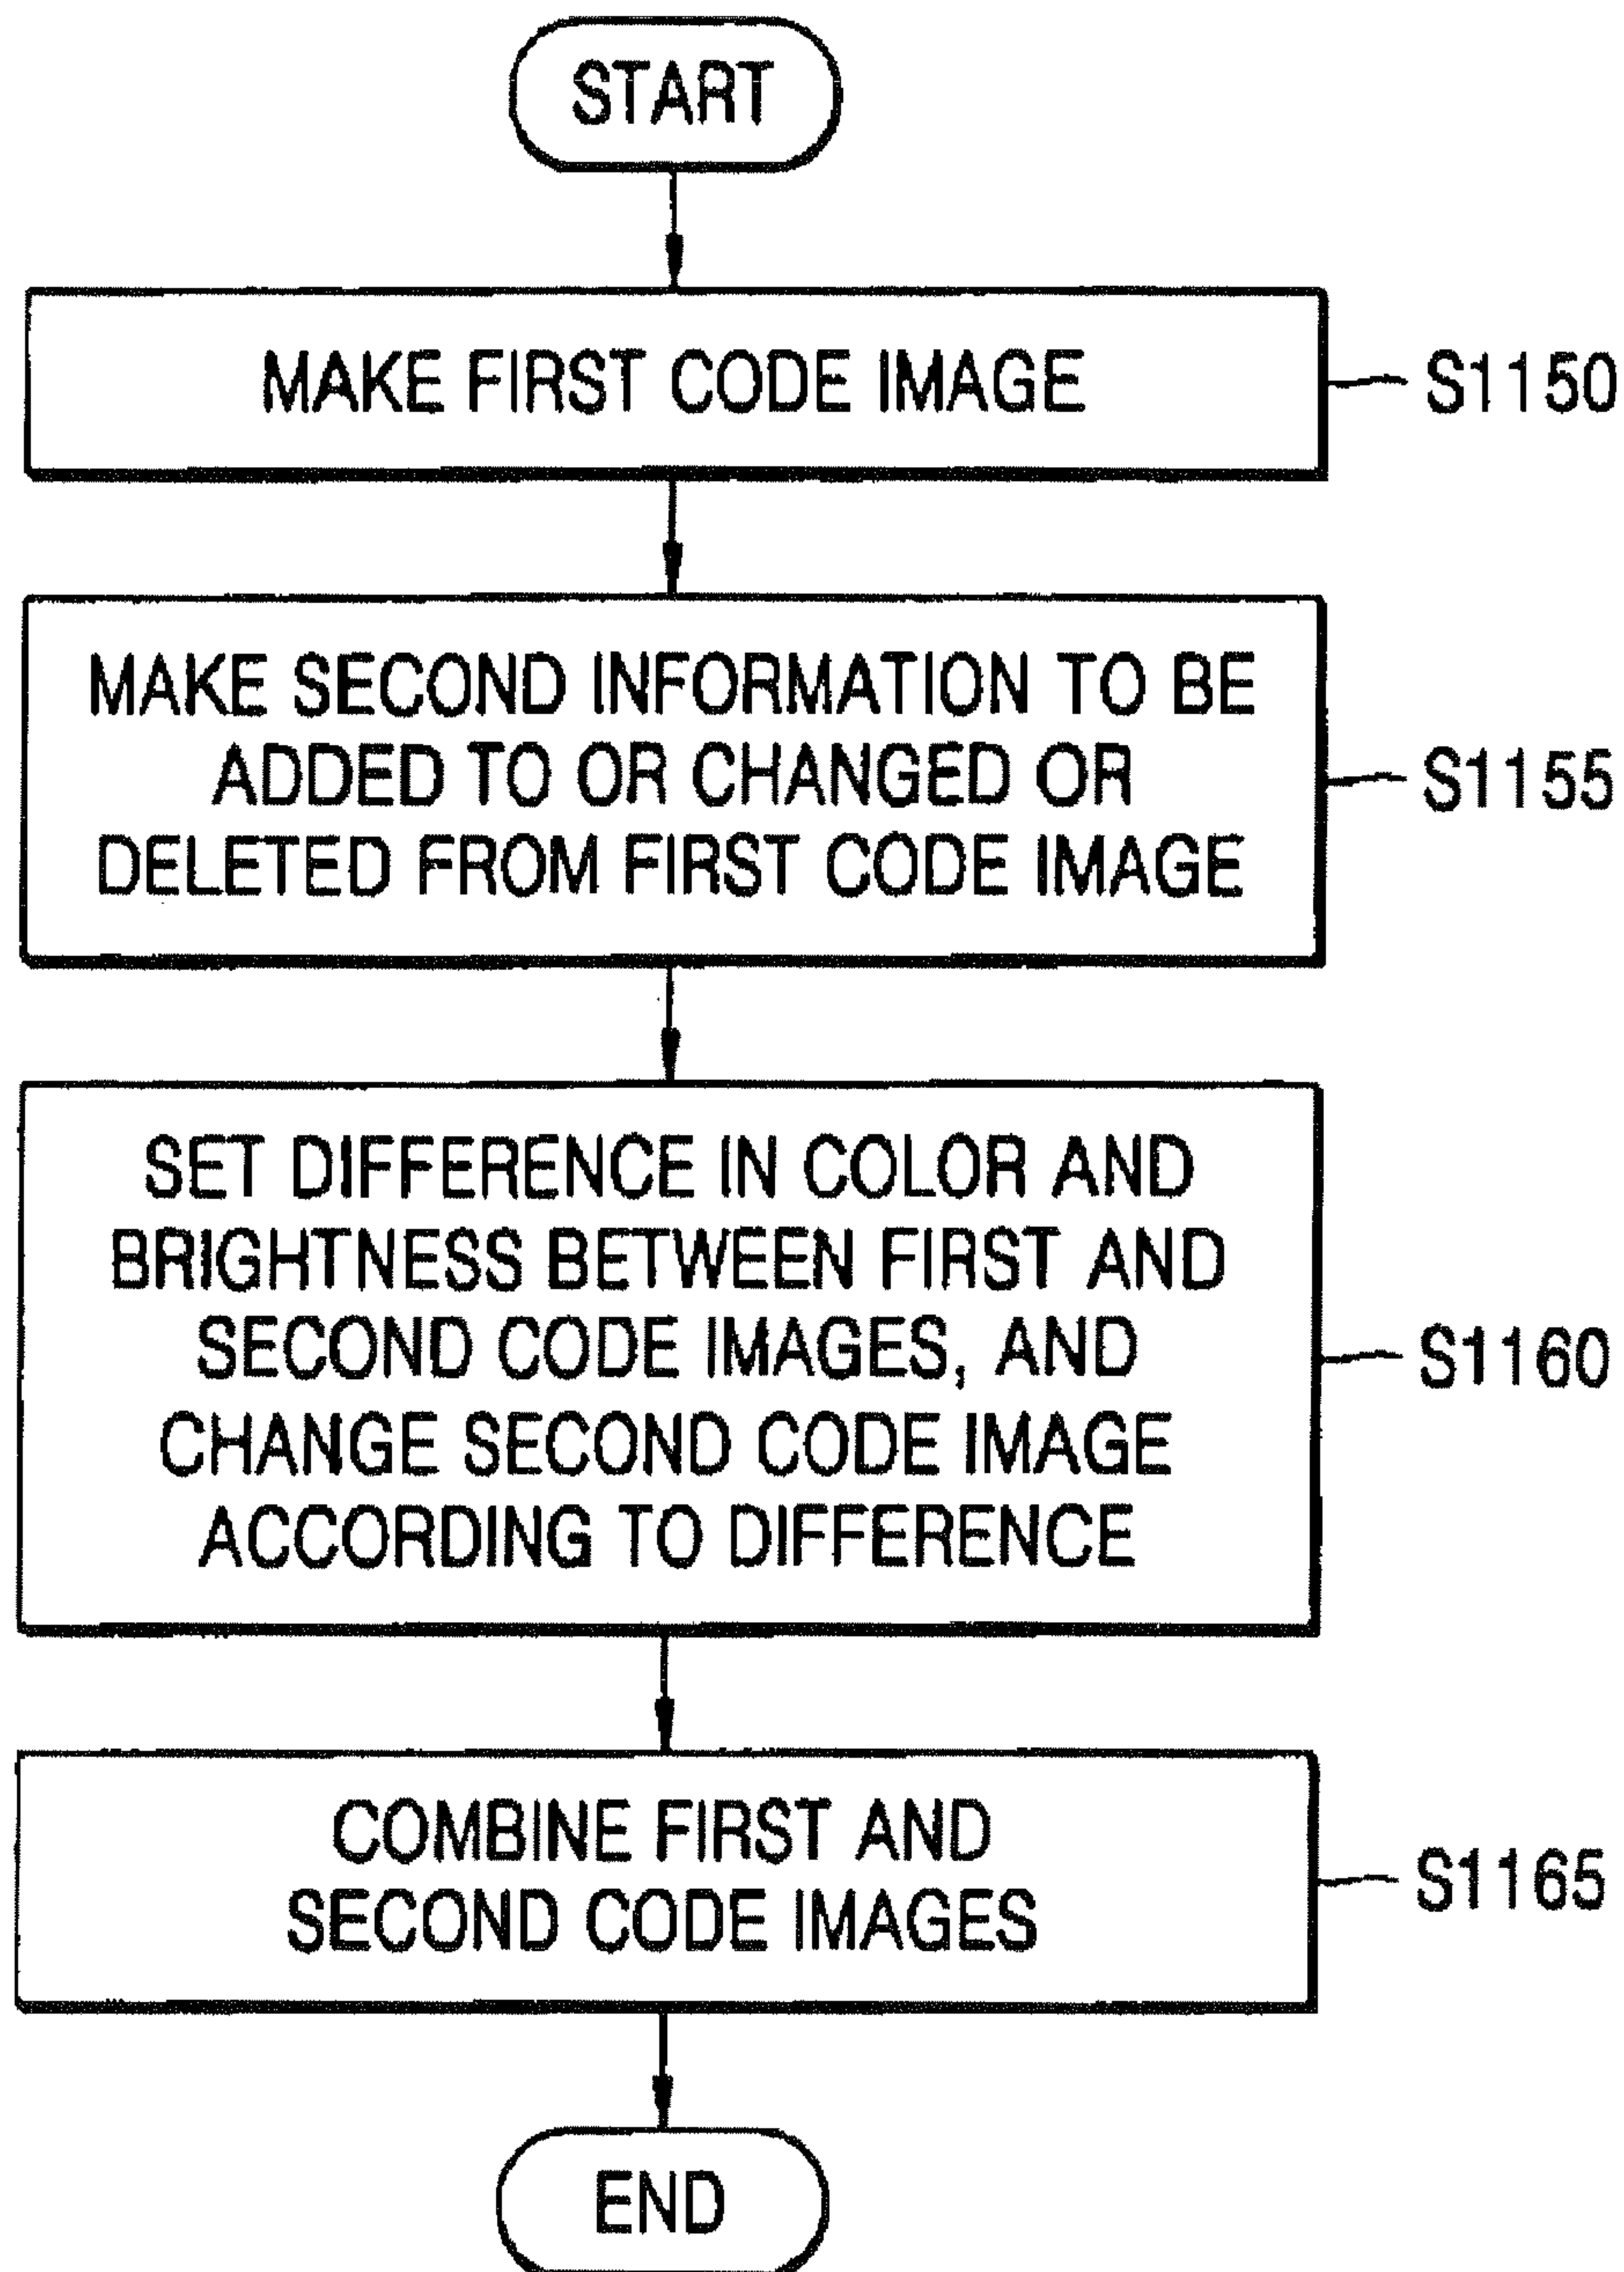 START
MAKE FIRST CODE IMAGE
S1150
MAKE SECOND INFORMATION TO BE
ADDED TO OR CHANGED OR
DELETED FROM FIRST CODE IMAGE
S1155
SET DIFFERENCE IN COLOR AND
BRIGHTNESS BETWEEN FIRST AND
SECOND CODE IMAGES, AND
CHANGE SECOND CODE IMAGE
ACCORDING TO DIFFERENCE
S1160
COMBINE FIRST AND
SECOND CODE IMAGES
S1165
END